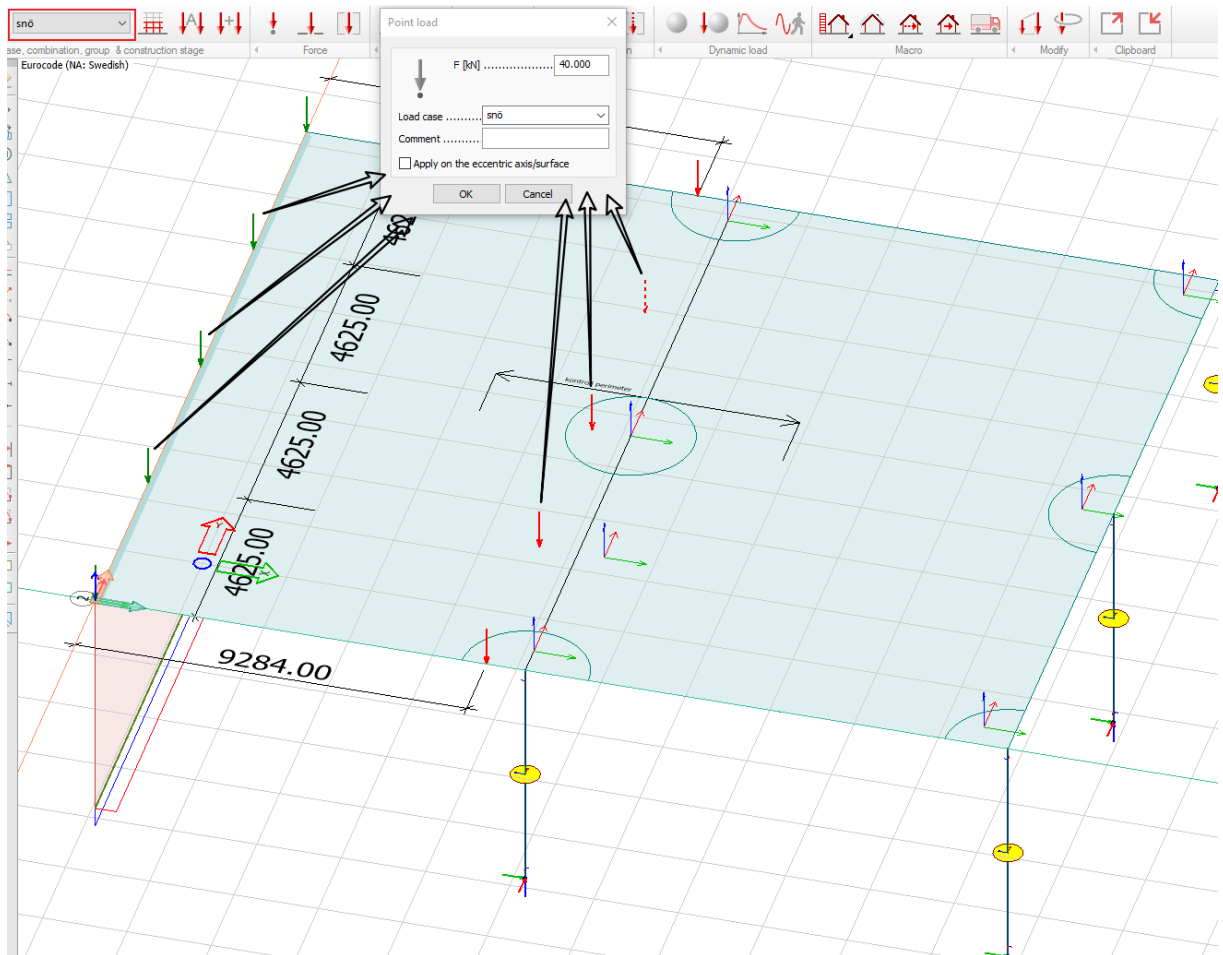 snö
Point load
ase, combination, group & construction stage
Force
Dynamic load
Macro
Modify
Clipboard
Eurocode (NA: Swedish)
F [kN] ...................
40.000
Load case ..........
snö
Comment ..........
Apply on the eccentric axis/surface
OK
Cancel
4625.00
kontroll perimeter
4625.00
4625.00
2
9284.00